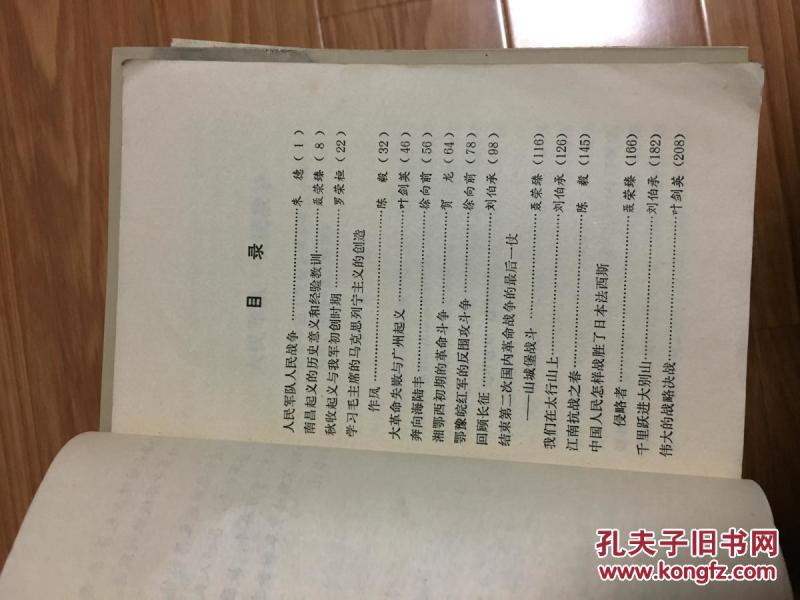 目录
人民军队人民战争………………朱 德(1)
南昌起义的历史意义和经验教训………聂荣臻(8)
秋收起义与我军初创时期………………罗荣桓(22)
学习毛主席的马克思列宁主义的创造
作风………………陈 毅(32)
大革命失败与广州起义………………叶剑英(46)
奔向海陆丰………………徐向前(56)
湘鄂西初期的革命斗争………………贺 龙(64)
鄂豫皖红军的反围攻斗争………………徐向前(78)
回顾长征………………刘伯承(98)
结束第二次国内革命战争的最后一仗
——山城堡战斗………………聂荣臻(116)
我们在太行山上………………刘伯承(126)
江南抗战之春………………陈 毅(145)
中国人民怎样战胜了日本法西斯
侵略者………………聂荣臻(166)
千里跃进大别山………………刘伯承(182)
伟大的战略决战………………叶剑英(208)
孔夫子旧书网
www.kongfz.com